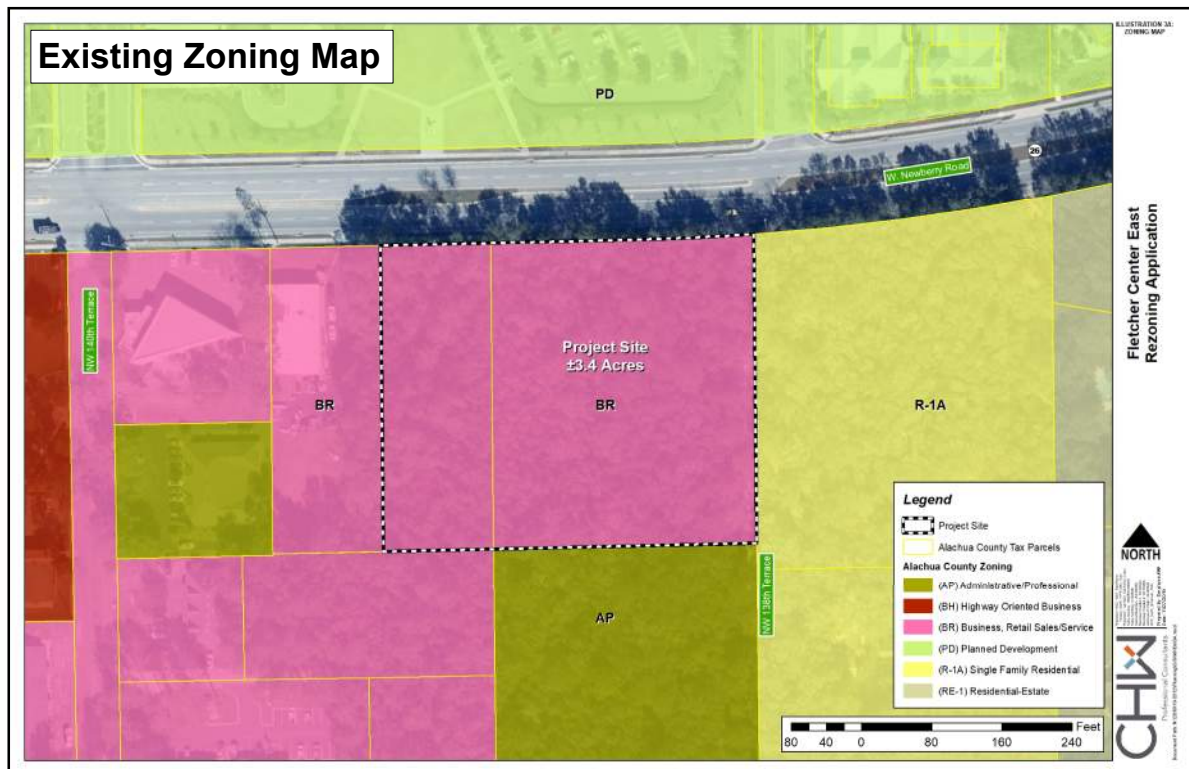 Existing Zoning Map
ILLUSTRATION 3A:
ZONING MAP
PD
26
W. Newberry Road
NW 140th Terrace
Project Site
±3.4 Acres
BR
BR
R-1A
Fletcher Center East
Rezoning Application
AP
NW 138th Terrace
Legend
Project Site
Alachua County Tax Parcels
Alachua County Zoning
(AP) Administrative/Professional
(BH) Highway Oriented Business
(BR) Business, Retail Sales/Service
(PD) Planned Development
(R-1A) Single Family Residential
(RE-1) Residential-Estate
Feet
80 40 0 80 160 240
NORTH
CHW
Professional Consultants